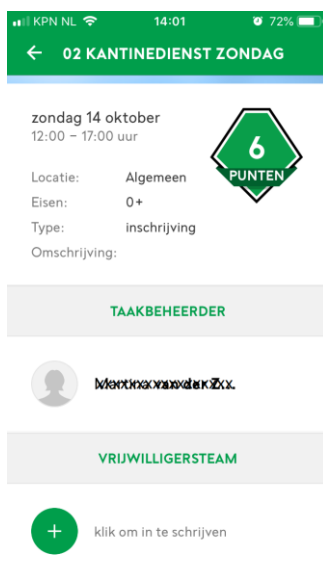 KPN NL 14:01 72%
02 KANTINEDIENST ZONDAG
zondag 14 oktober
12:00 – 17:00 uur
6
PUNTEN
Locatie: Algemeen
Eisen: 0+
Type: inschrijving
Omschrijving:
TAAKBEHEERDER
VRIJWILLIGERSTEAM
+ klik om in te schrijven